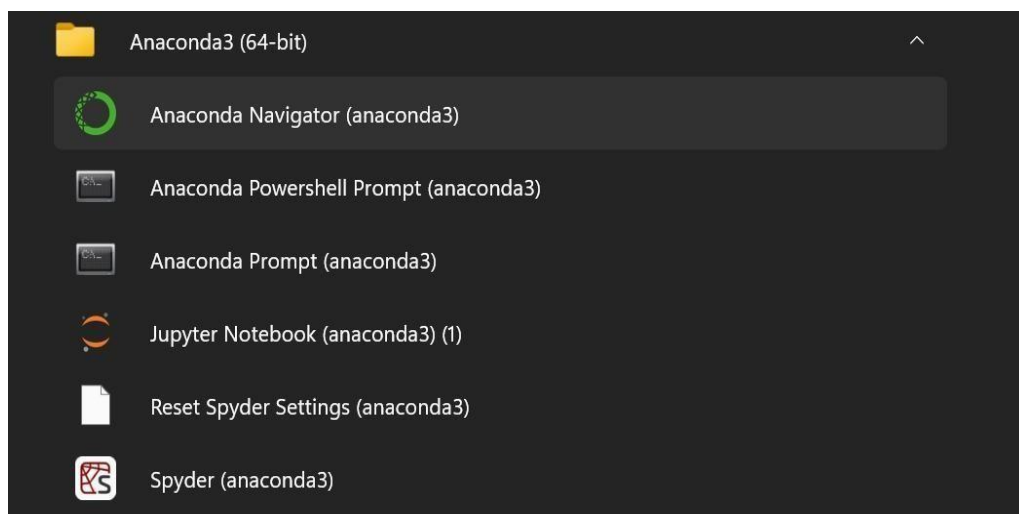 Anaconda3 (64-bit)
Anaconda Navigator (anaconda3)
Anaconda Powershell Prompt (anaconda3)
Anaconda Prompt (anaconda3)
Jupyter Notebook (anaconda3) (1)
Reset Spyder Settings (anaconda3)
Spyder (anaconda3)